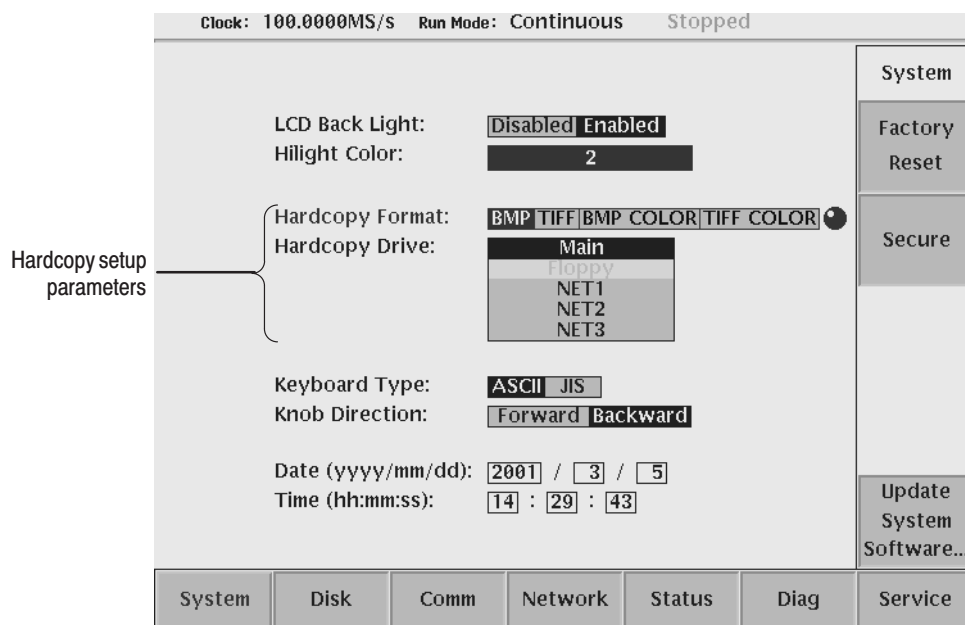 Clock: 100.0000MS/s Run Mode: Continuous Stopped
System
LCD Back Light: Disabled Enabled
Hilight Color: 2
Factory
Reset
Hardcopy setup
parameters
Hardcopy Format: BMP TIFF BMP COLOR TIFF COLOR
Hardcopy Drive: Main
Floppy
NET1
NET2
NET3
Secure
Keyboard Type: ASCII JIS
Knob Direction: Forward Backward
Date (yyyy/mm/dd): 2001 / 3 / 5
Time (hh:mm:ss): 14 : 29 : 43
Update
System
Software...
System Disk Comm Network Status Diag Service